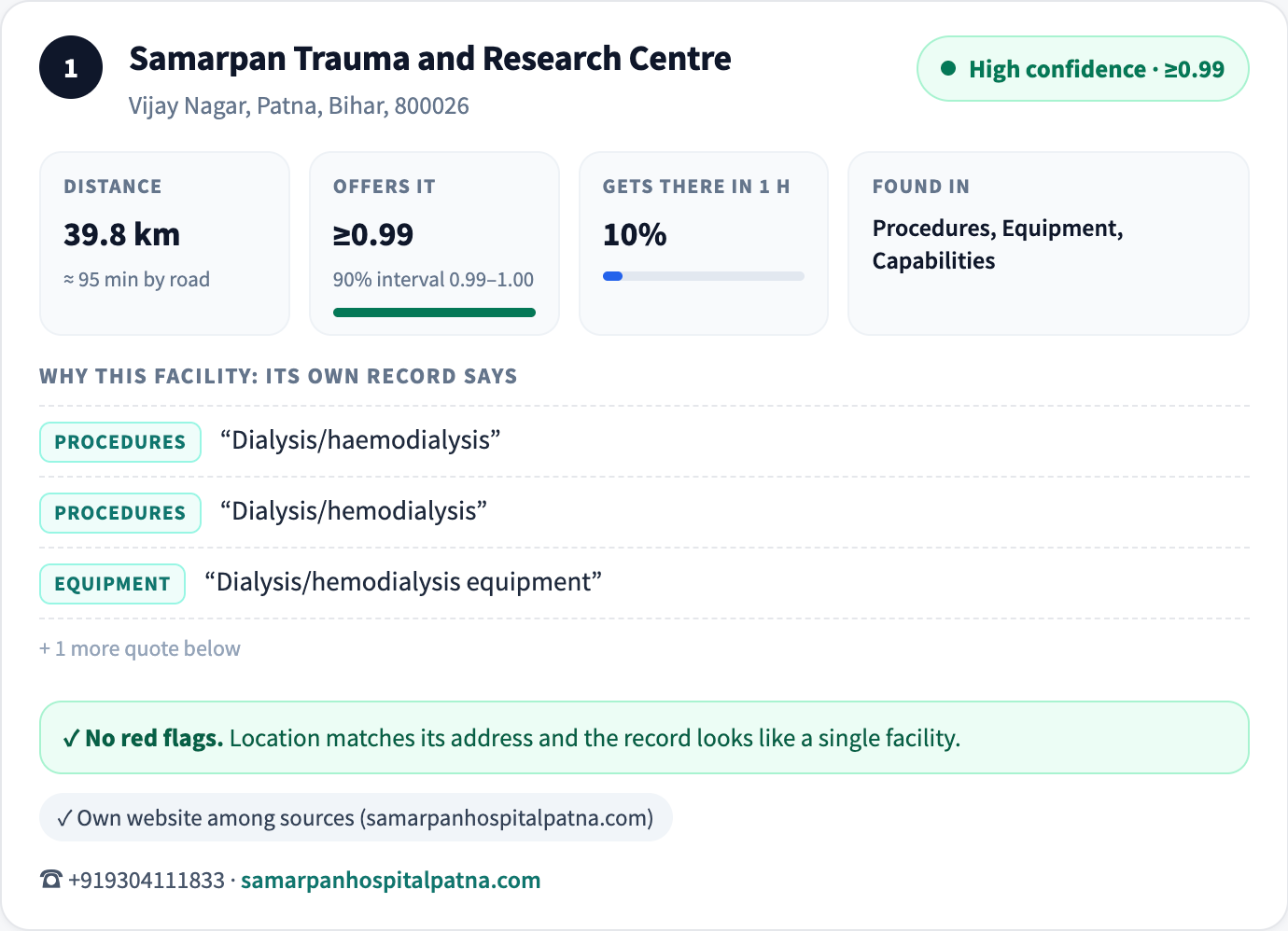 1
Samarpan Trauma and Research Centre
Vijay Nagar, Patna, Bihar, 800026
● High confidence · ≥0.99
DISTANCE
39.8 km
≈ 95 min by road
OFFERS IT
≥0.99
90% interval 0.99–1.00
GETS THERE IN 1 H
10%
FOUND IN
Procedures, Equipment,
Capabilities
WHY THIS FACILITY: ITS OWN RECORD SAYS
PROCEDURES “Dialysis/haemodialysis”
PROCEDURES “Dialysis/hemodialysis”
EQUIPMENT “Dialysis/hemodialysis equipment”
+ 1 more quote below
✓ No red flags. Location matches its address and the record looks like a single facility.
✓ Own website among sources (samarpanhospitalpatna.com)
☎ +919304111833 · samarpanhospitalpatna.com